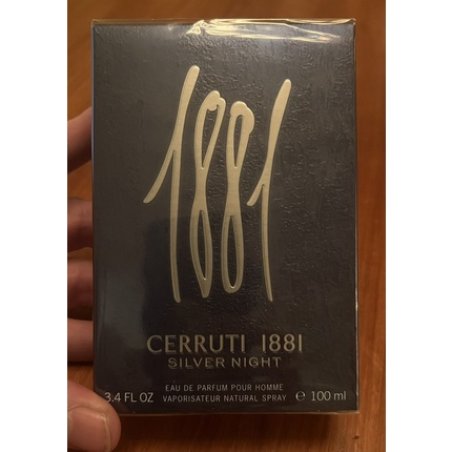 1881
CERRUTI 1881
SILVER NIGHT
EAU DE PARFUM POUR HOMME
3.4 FL OZ VAPORISATEUR NATURAL SPRAY ℮ 100 ml